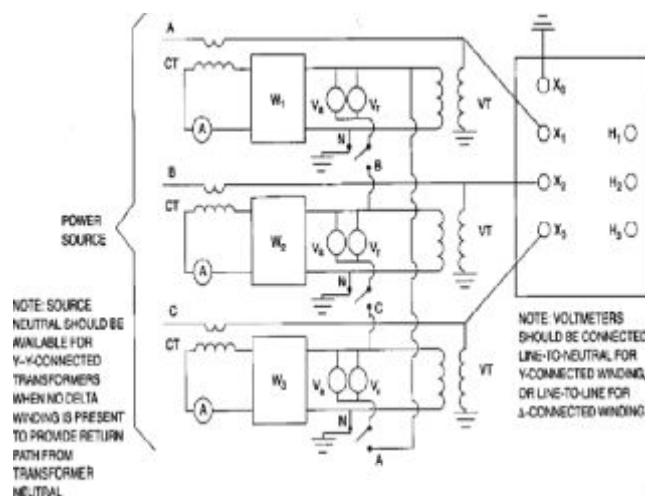 A
CT
A
W1
Va
Vr
N
B
VT
X0
X1
H1
X2
H2
X3
H3
B
CT
A
W2
Va
Vr
N
C
VT
POWER
SOURCE
C
CT
A
W3
Va
Vr
N
A
VT
NOTE: SOURCE
NEUTRAL SHOULD BE
AVAILABLE FOR
Y-Y-CONNECTED
TRANSFORMERS
WHEN NO DELTA
WINDING IS PRESENT
TO PROVIDE RETURN
PATH FROM
TRANSFORMER
NEUTRAL
NOTE: VOLTMETERS
SHOULD BE CONNECTED
LINE-TO-NEUTRAL FOR
Y-CONNECTED WINDING,
OR LINE-TO-LINE FOR
Δ-CONNECTED WINDING